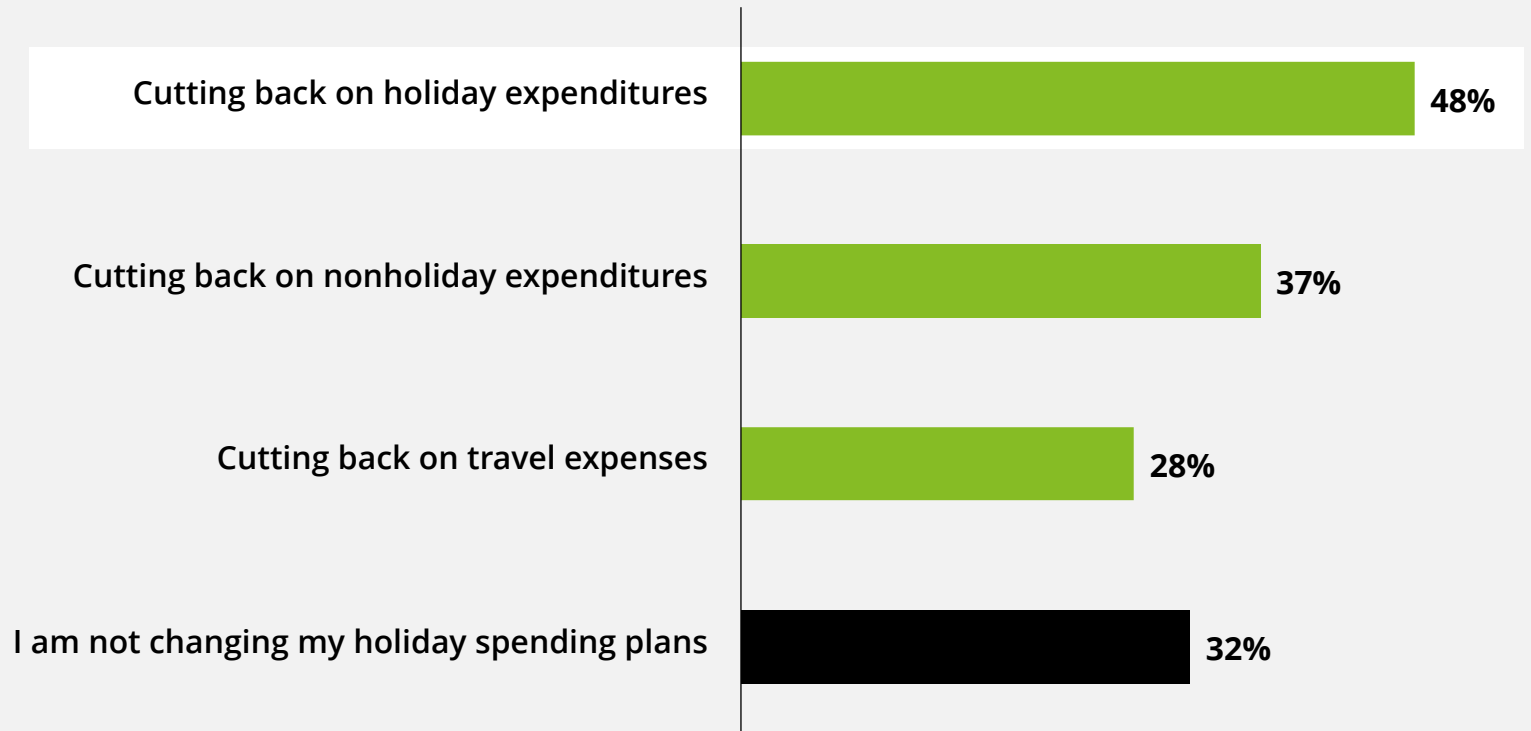 Cutting back on holiday expenditures 48%
Cutting back on nonholiday expenditures 37%
Cutting back on travel expenses 28%
I am not changing my holiday spending plans 32%